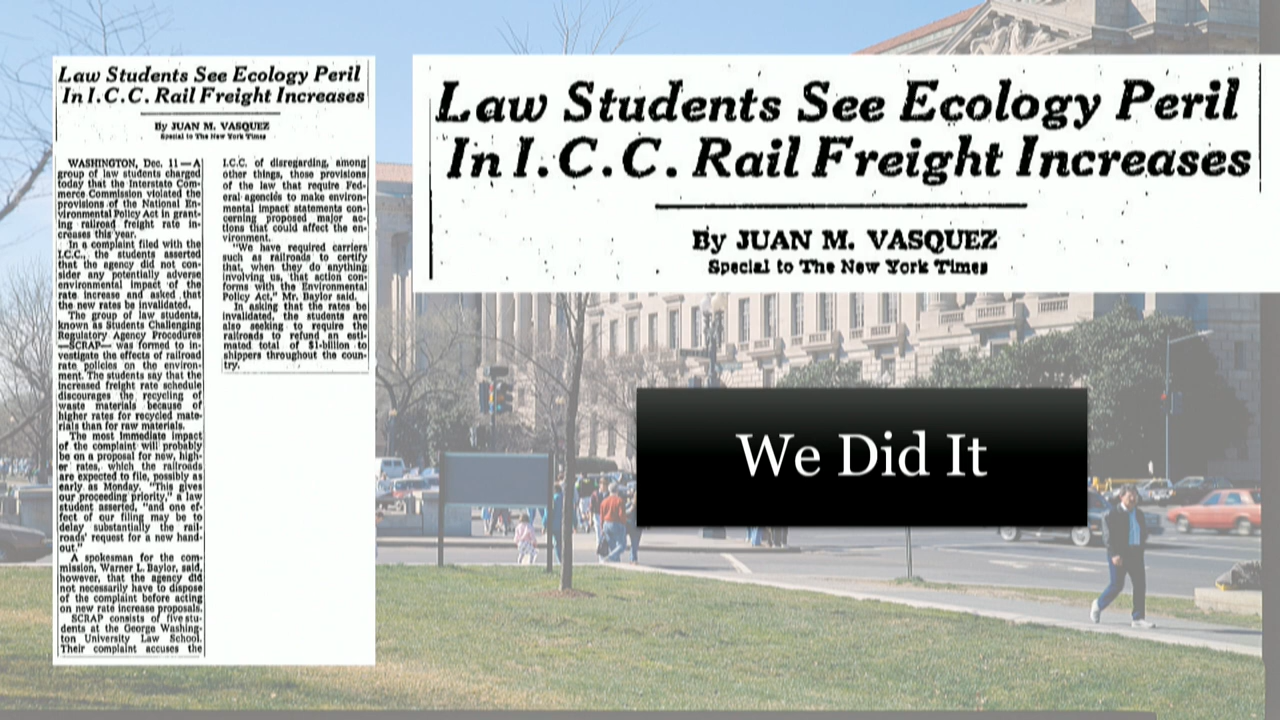 Law Students See Ecology Peril
In I.C.C. Rail Freight Increases
By JUAN M. VASQUEZ
Special to The New York Times
WASHINGTON, Dec. 11—A
group of law students charged
today that the Interstate Com-
merce Commission violated the
provisions of the National En-
vironmental Policy Act in grant-
ing railroad freight rate in-
creases this year.
In a complaint filed with the
I.C.C., the students asserted
that the agency did not con-
sider any potentially adverse
environmental impact of the
rate increase and asked that
the new rates be invalidated.
The group of law students,
known as Students Challenging
Regulatory Agency Procedures
—SCRAP— was formed to in-
vestigate the effects of railroad
rate policies on the environ-
ment. The students say that the
increased freight rate schedule
discourages the recycling of
waste materials because of
higher rates for recycled mate-
rials than for raw materials.
The most immediate impact
of the complaint will probably
be on a proposal for new, high-
er rates, which the railroads
are expected to file, possibly as
early as Monday. "This gives
our proceeding priority," a law
student asserted, "and one ef-
fect of our filing may be to
delay substantially the rail-
roads' request for a new hand-
out."
A spokesman for the com-
mission, Warner L. Baylor, said,
however, that the agency did
not necessarily have to dispose
of the complaint before acting
on new rate increase proposals.
SCRAP consists of five stu-
dents at the George Washing-
ton University Law School.
Their complaint accuses the
I.C.C. of disregarding, among
other things, those provisions
of the law that require Fed-
eral agencies to make environ-
mental impact statements con-
cerning proposed major ac-
tions that could affect the en-
vironment.
"We have required carriers
such as railroads to certify
that, when they do anything
involving us, that action con-
forms with the Environmental
Policy Act," Mr. Baylor said.
In asking that the rates be
invalidated, the students are
also seeking to require the
railroads to refund an esti-
mated total of $1-billion to
shippers throughout the coun-
try.
Law Students See Ecology Peril
In I.C.C. Rail Freight Increases
By JUAN M. VASQUEZ
Special to The New York Times
We Did It